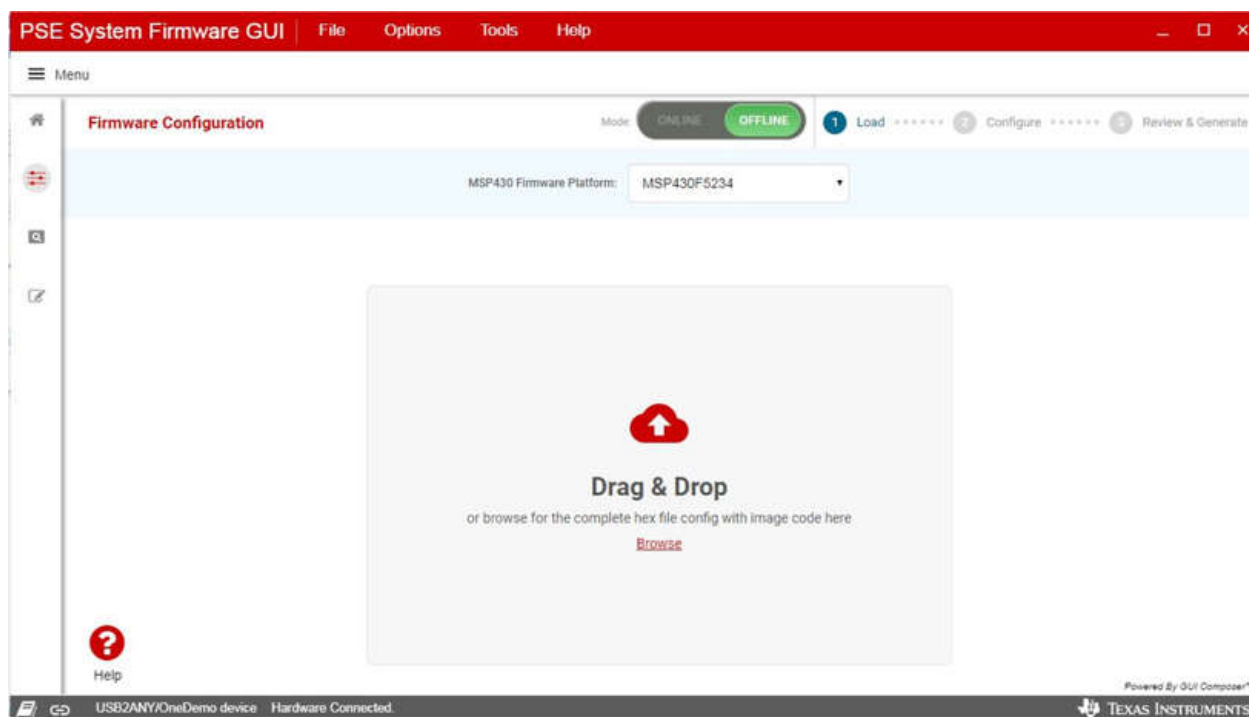 PSE System Firmware GUI File Options Tools Help
Menu
Firmware Configuration Mode: ONLINE OFFLINE 1 Load 2 Configure 3 Review & Generate
MSP430 Firmware Platform: MSP430F5234
Drag & Drop
or browse for the complete hex file config with image code here
Browse
?
Help
Powered By GUI Composer™
USB2ANY/OneDemo device Hardware Connected.
TEXAS INSTRUMENTS